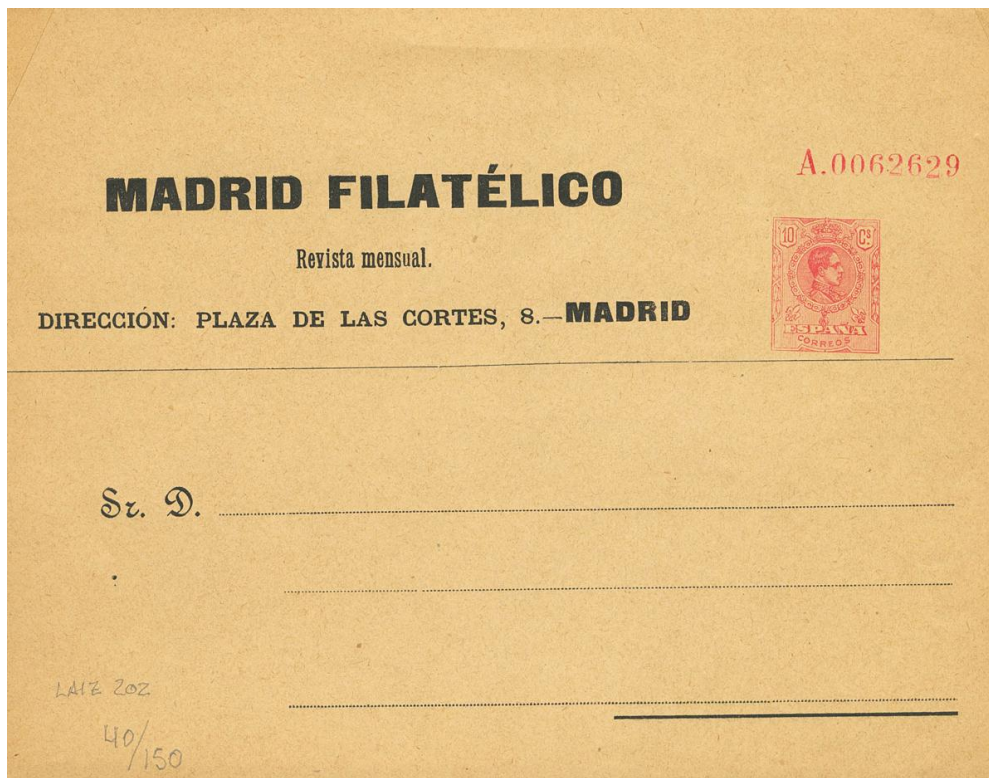 A.0062629
MADRID FILATÉLICO
Revista mensual.
10 Cs.
DIRECCIÓN: PLAZA DE LAS CORTES, 8.—MADRID
ESPAÑA
CORREOS
Sr. D.
LAIZ 202
40/150